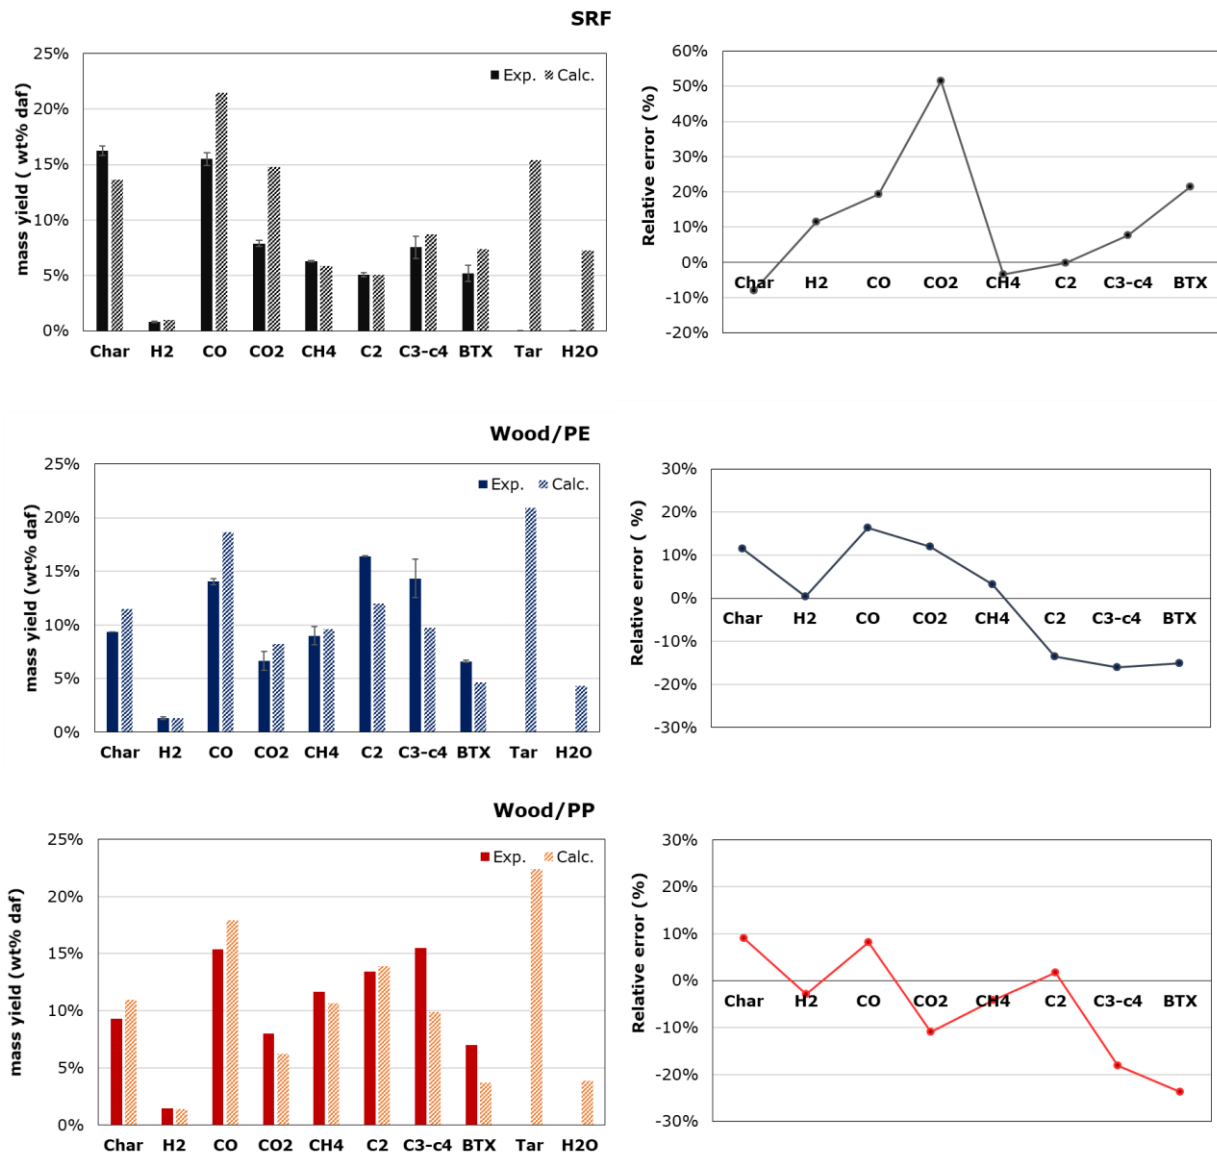 SRF
25%
20%
15%
10%
5%
0%
mass yield ( wt% daf)
Exp. Calc.
Char H2 CO CO2 CH4 C2 C3-c4 BTX Tar H2O
60%
50%
40%
30%
20%
10%
0%
-10%
-20%
Relative error (%)
Char H2 CO CO2 CH4 C2 C3-c4 BTX
Wood/PE
25%
20%
15%
10%
5%
0%
mass yield (wt% daf)
Exp. Calc.
Char H2 CO CO2 CH4 C2 C3-c4 BTX Tar H2O
30%
20%
10%
0%
-10%
-20%
-30%
Relative error ( %)
Char H2 CO CO2 CH4 C2 C3-c4 BTX
Wood/PP
25%
20%
15%
10%
5%
0%
mass yield (wt% daf)
Exp. Calc.
Char H2 CO CO2 CH4 C2 C3-c4 BTX Tar H2O
30%
20%
10%
0%
-10%
-20%
-30%
Relative error (%)
Char H2 CO CO2 CH4 C2 C3-c4 BTX